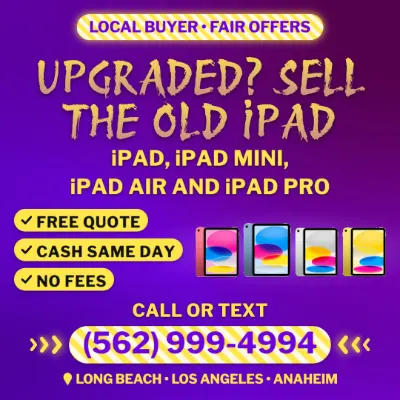 LOCAL BUYER • FAIR OFFERS
UPGRADED? SELL
THE OLD iPAD
iPAD, iPAD MINI,
iPAD AIR AND iPAD PRO
✓ FREE QUOTE
✓ CASH SAME DAY
✓ NO FEES
CALL OR TEXT
››› (562) 999-4994 ‹‹‹
LONG BEACH • LOS ANGELES • ANAHEIM